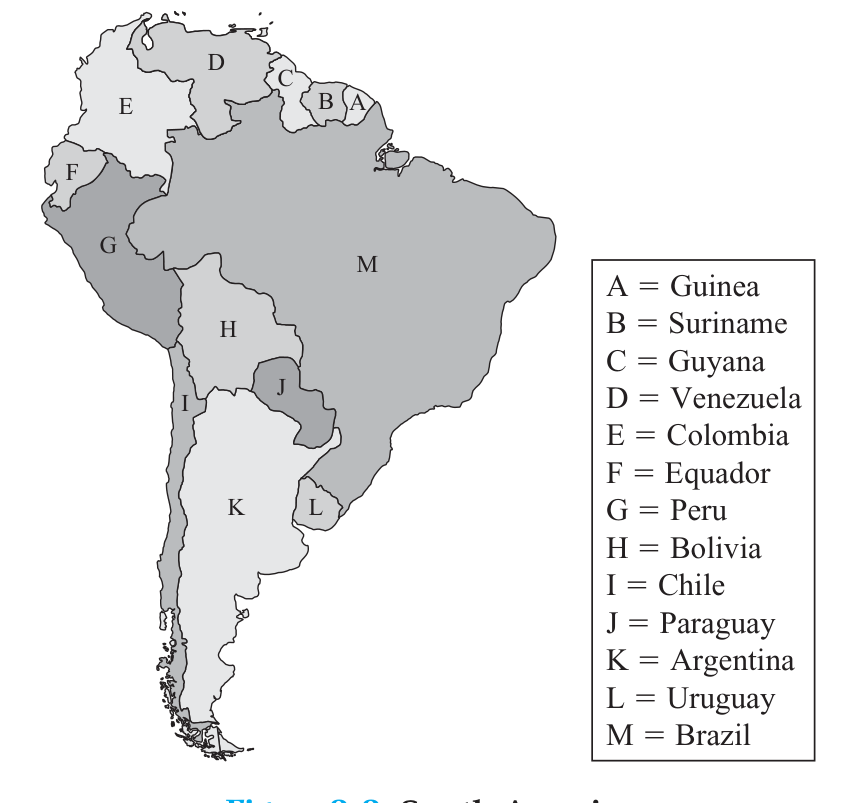 D
C
B
A
E
F
G
M
H
J
I
K
L
A = Guinea
B = Suriname
C = Guyana
D = Venezuela
E = Colombia
F = Equador
G = Peru
H = Bolivia
I = Chile
J = Paraguay
K = Argentina
L = Uruguay
M = Brazil